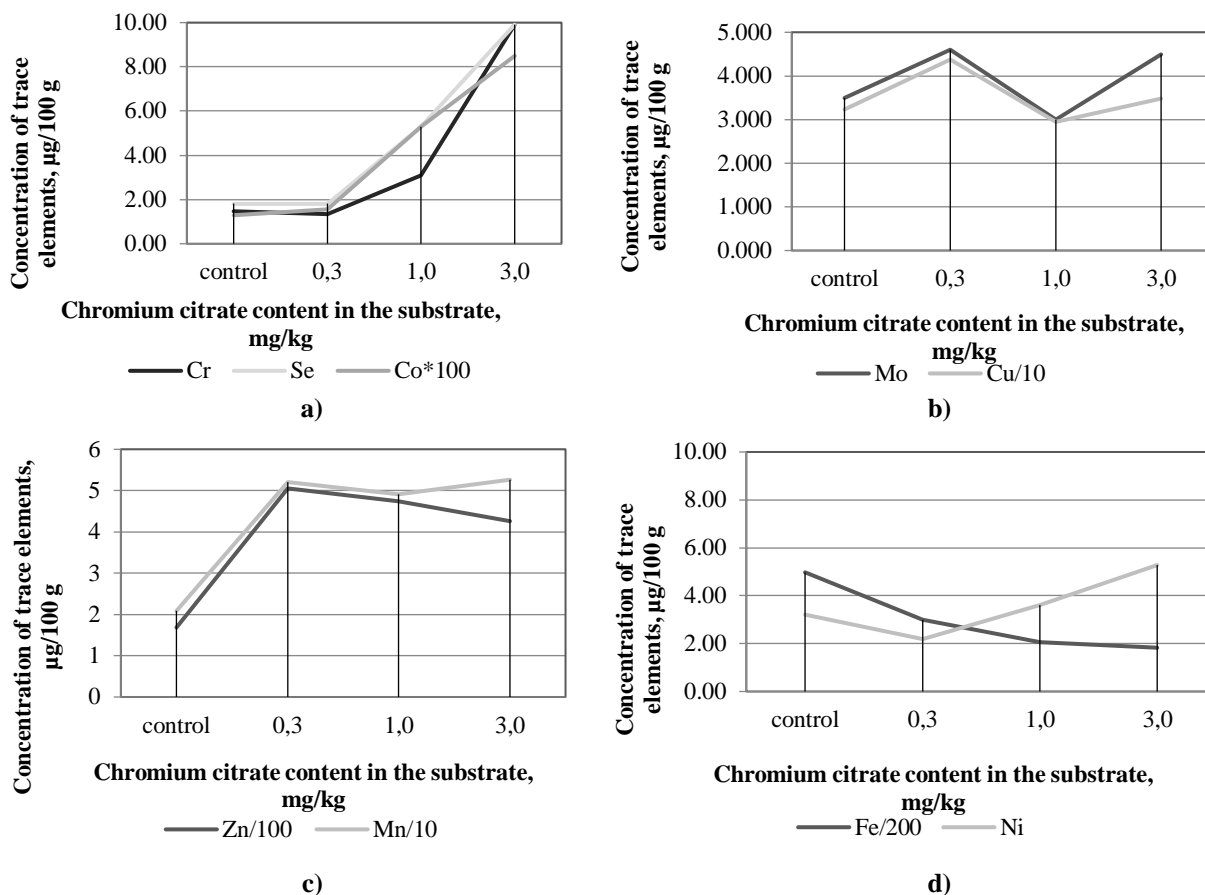 Concentration of trace
elements, µg/100 g
10.00
8.00
6.00
4.00
2.00
0.00
control 0,3 1,0 3,0
Chromium citrate content in the substrate,
mg/kg
Cr Se Co*100
a)
Concentration of trace
elements, µg/100 g
5.000
4.000
3.000
2.000
1.000
0.000
control 0,3 1,0 3,0
Chromium citrate content in the substrate,
mg/kg
Mo Cu/10
b)
Concentration of trace elements,
µg/100 g
6
5
4
3
2
1
0
control 0,3 1,0 3,0
Chromium citrate content in the substrate,
mg/kg
Zn/100 Mn/10
c)
Concentration of trace
elements, µg/100 g
10.00
8.00
6.00
4.00
2.00
0.00
control 0,3 1,0 3,0
Chromium citrate content in the substrate,
mg/kg
Fe/200 Ni
d)